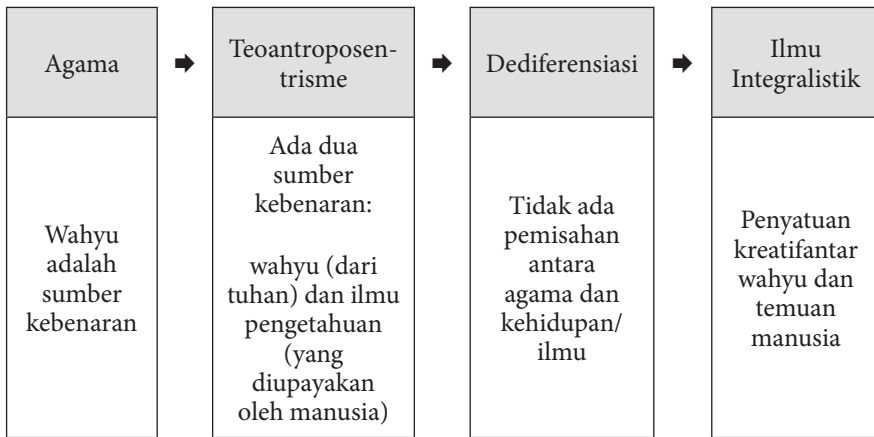 Agama
Teoantroposen-
trisme
Dediferensiasi
Ilmu
Integralistik
Wahyu
adalah
sumber
kebenaran
Ada dua
sumber
kebenaran:
wahyu (dari
tuhan) dan ilmu
pengetahuan
(yang
diupayakan
oleh manusia)
Tidak ada
pemisahan
antara
agama dan
kehidupan/
ilmu
Penyatuan
kreatifantar
wahyu dan
temuan
manusia